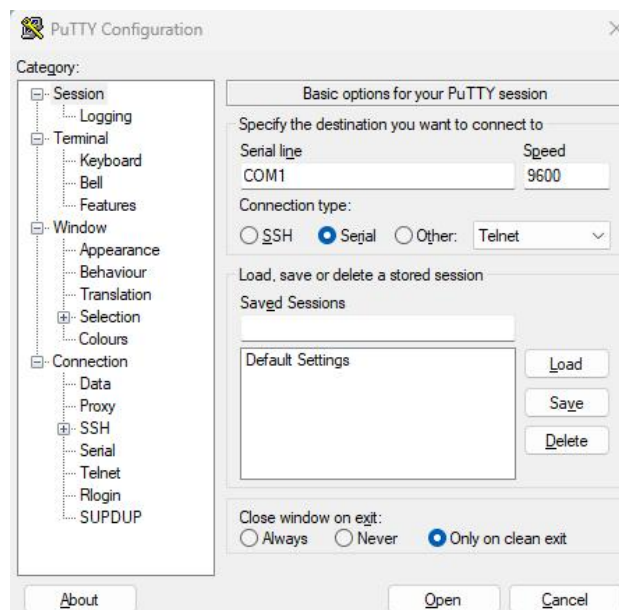 PuTTY Configuration
Category:
Session
Logging
Terminal
Keyboard
Bell
Features
Window
Appearance
Behaviour
Translation
Selection
Colours
Connection
Data
Proxy
SSH
Serial
Telnet
Rlogin
SUPDUP
Basic options for your PuTTY session
Specify the destination you want to connect to
Serial line Speed
COM1 9600
Connection type:
SSH Serial Other: Telnet
Load, save or delete a stored session
Saved Sessions
Default Settings
Load
Save
Delete
Close window on exit:
Always Never Only on clean exit
About Open Cancel